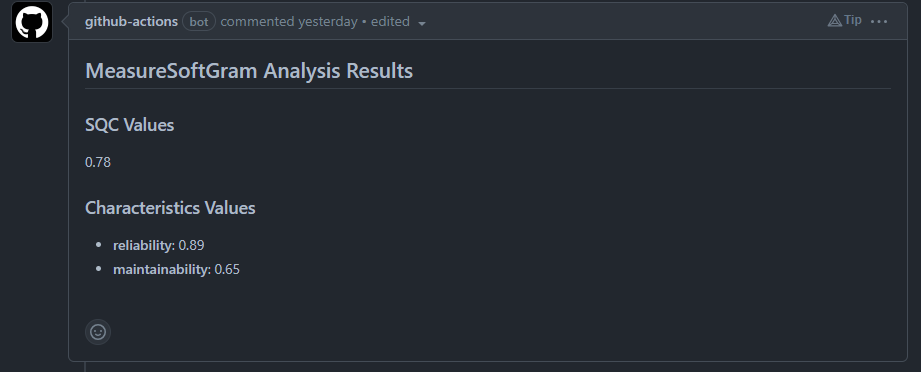 github-actions bot commented yesterday • edited Tip
MeasureSoftGram Analysis Results
SQC Values
0.78
Characteristics Values
• reliability: 0.89
• maintainability: 0.65